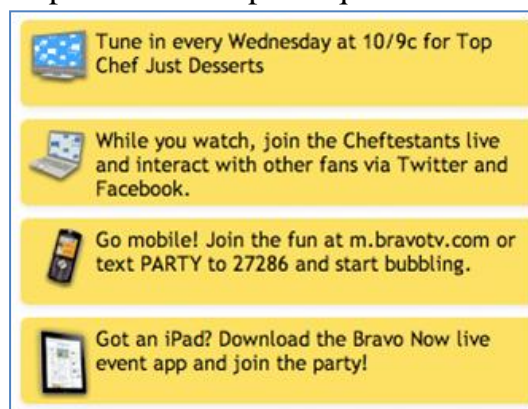 Tune in every Wednesday at 10/9c for Top
Chef Just Desserts
While you watch, join the Cheftestants live
and interact with other fans via Twitter and
Facebook.
Go mobile! Join the fun at m.bravotv.com or
text PARTY to 27286 and start bubbling.
Got an iPad? Download the Bravo Now live
event app and join the party!